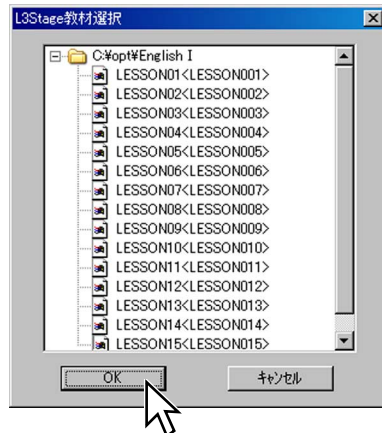 L3Stage教材選択
C:¥opt¥English I
LESSON01<LESSON001>
LESSON02<LESSON002>
LESSON03<LESSON003>
LESSON04<LESSON004>
LESSON05<LESSON005>
LESSON06<LESSON006>
LESSON07<LESSON007>
LESSON08<LESSON008>
LESSON09<LESSON009>
LESSON10<LESSON010>
LESSON11<LESSON011>
LESSON12<LESSON012>
LESSON13<LESSON013>
LESSON14<LESSON014>
LESSON15<LESSON015>
OK
キャンセル